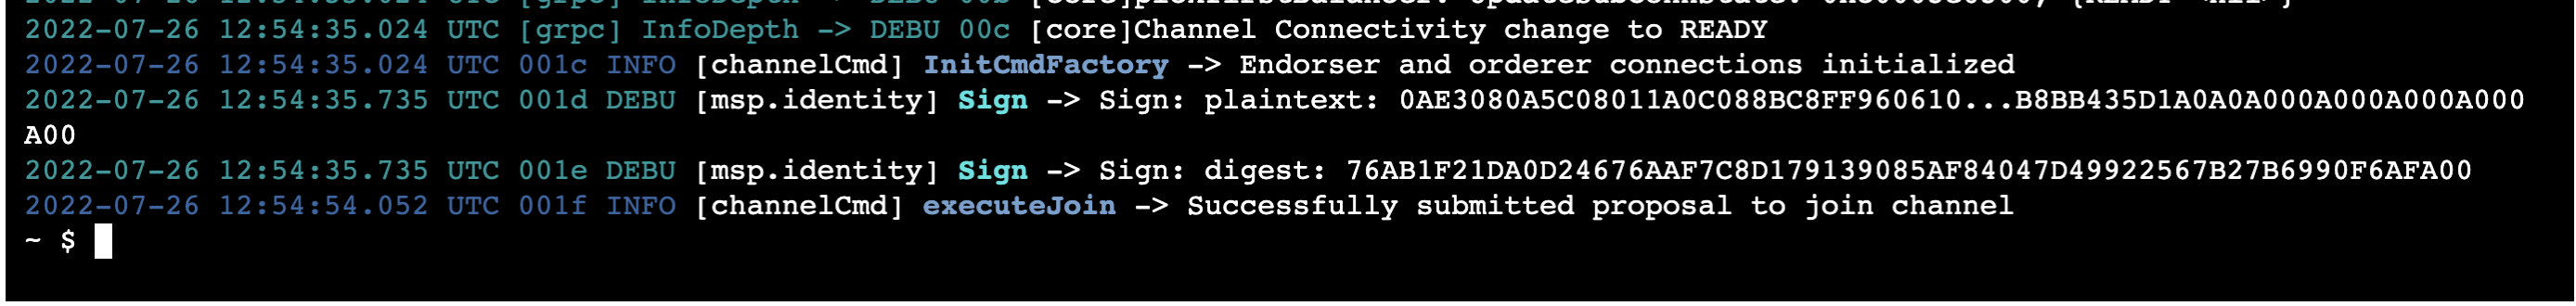 2022-07-26 12:54:35.024 UTC [grpc] InfoDepth -> DEBU 00c [core]Channel Connectivity change to READY
2022-07-26 12:54:35.024 UTC 001c INFO [channelCmd] InitCmdFactory -> Endorser and orderer connections initialized
2022-07-26 12:54:35.735 UTC 001d DEBU [msp.identity] Sign -> Sign: plaintext: 0AE3080A5C08011A0C088BC8FF960610...B8BB435D1A0A0A000A000A000A000
A00
2022-07-26 12:54:35.735 UTC 001e DEBU [msp.identity] Sign -> Sign: digest: 76AB1F21DA0D24676AAF7C8D179139085AF84047D49922567B27B6990F6AFA00
2022-07-26 12:54:54.052 UTC 001f INFO [channelCmd] executeJoin -> Successfully submitted proposal to join channel
~ $